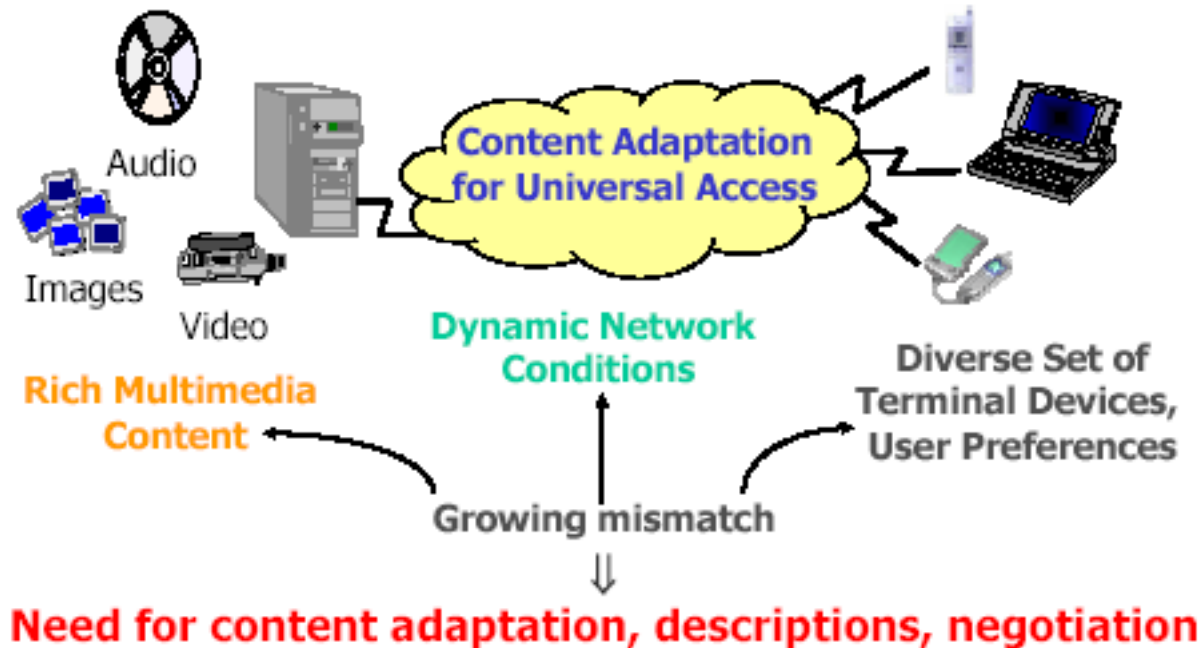 Audio
Images
Video
Rich Multimedia
Content
Content Adaptation
for Universal Access
Dynamic Network
Conditions
Diverse Set of
Terminal Devices,
User Preferences
Growing mismatch
⇓
Need for content adaptation, descriptions, negotiation